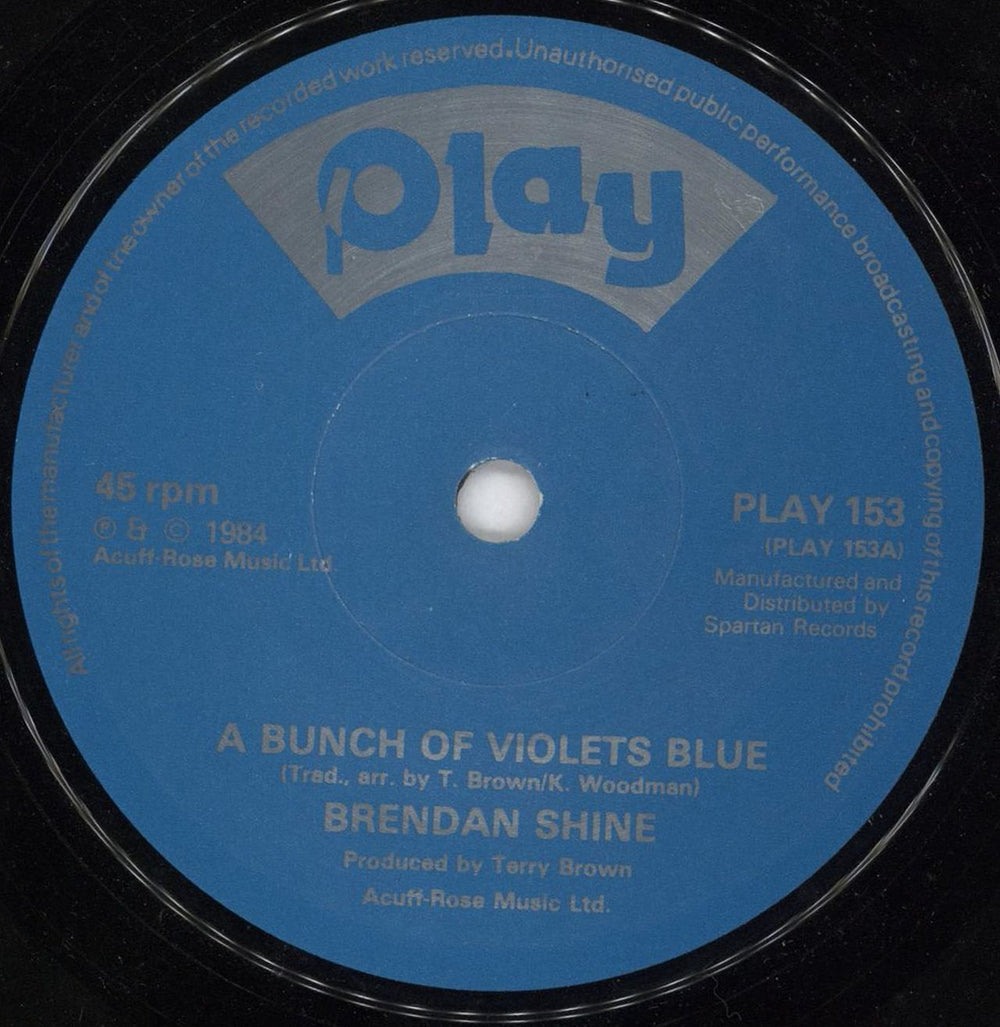 All rights of the manufacturer and of the owner of the recorded work reserved. Unauthorised public performance broadcasting and copying of this record prohibited
Play
45 rpm
℗ & © 1984
Acuff-Rose Music Ltd.
PLAY 153
(PLAY 153A)
Manufactured and
Distributed by
Spartan Records
A BUNCH OF VIOLETS BLUE
(Trad., arr. by T. Brown/K. Woodman)
BRENDAN SHINE
Produced by Terry Brown
Acuff-Rose Music Ltd.